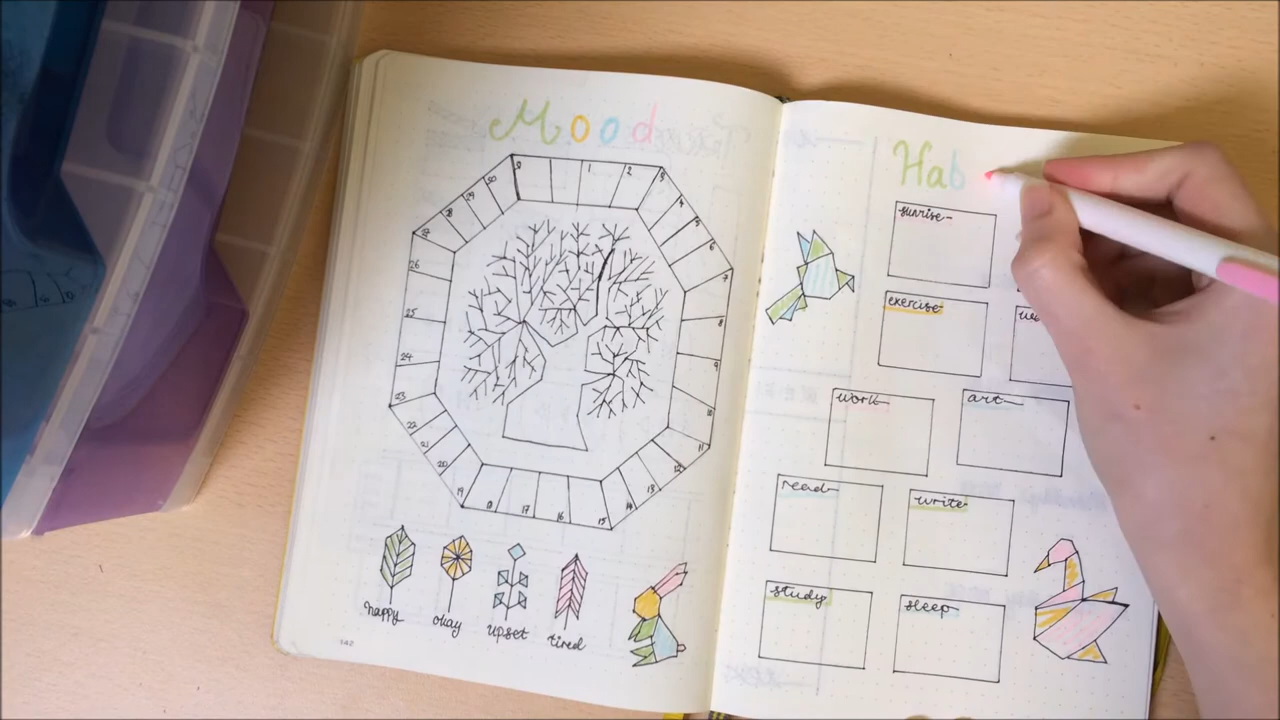 Mood
30 1 2 3
29 4
28 5
27 6
26 7
25 8
24 9
23 10
22 11
21 12
20 13
19 18 17 16 15 14
happy okay upset tired
Hab
sunrise
exercise
work art
read write
study sleep